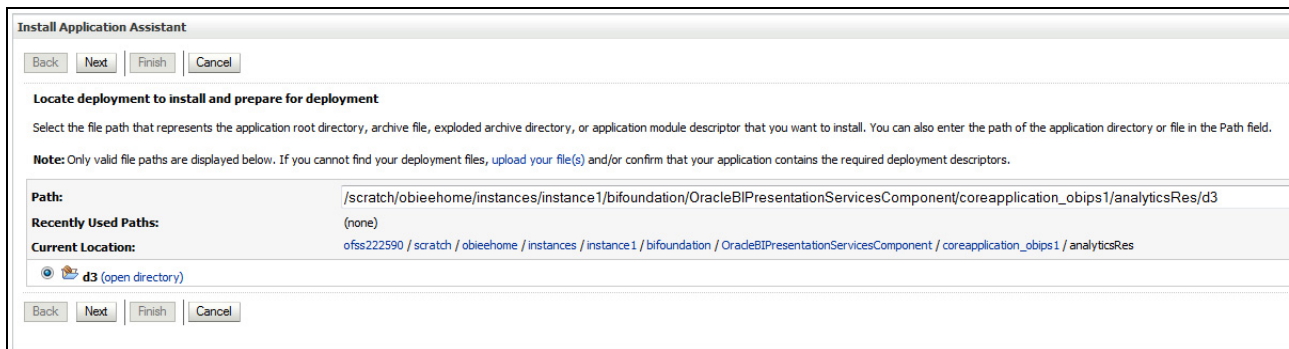 Install Application Assistant
Back Next Finish Cancel
Locate deployment to install and prepare for deployment
Select the file path that represents the application root directory, archive file, exploded archive directory, or application module descriptor that you want to install. You can also enter the path of the application directory or file in the Path field.
Note: Only valid file paths are displayed below. If you cannot find your deployment files, upload your file(s) and/or confirm that your application contains the required deployment descriptors.
Path: /scratch/obieehome/instances/instance1/bifoundation/OracleBIPresentationServicesComponent/coreapplication_obips1/analyticsRes/d3
Recently Used Paths: (none)
Current Location: ofss222590 / scratch / obieehome / instances / instance1 / bifoundation / OracleBIPresentationServicesComponent / coreapplication_obips1 / analyticsRes
d3 (open directory)
Back Next Finish Cancel